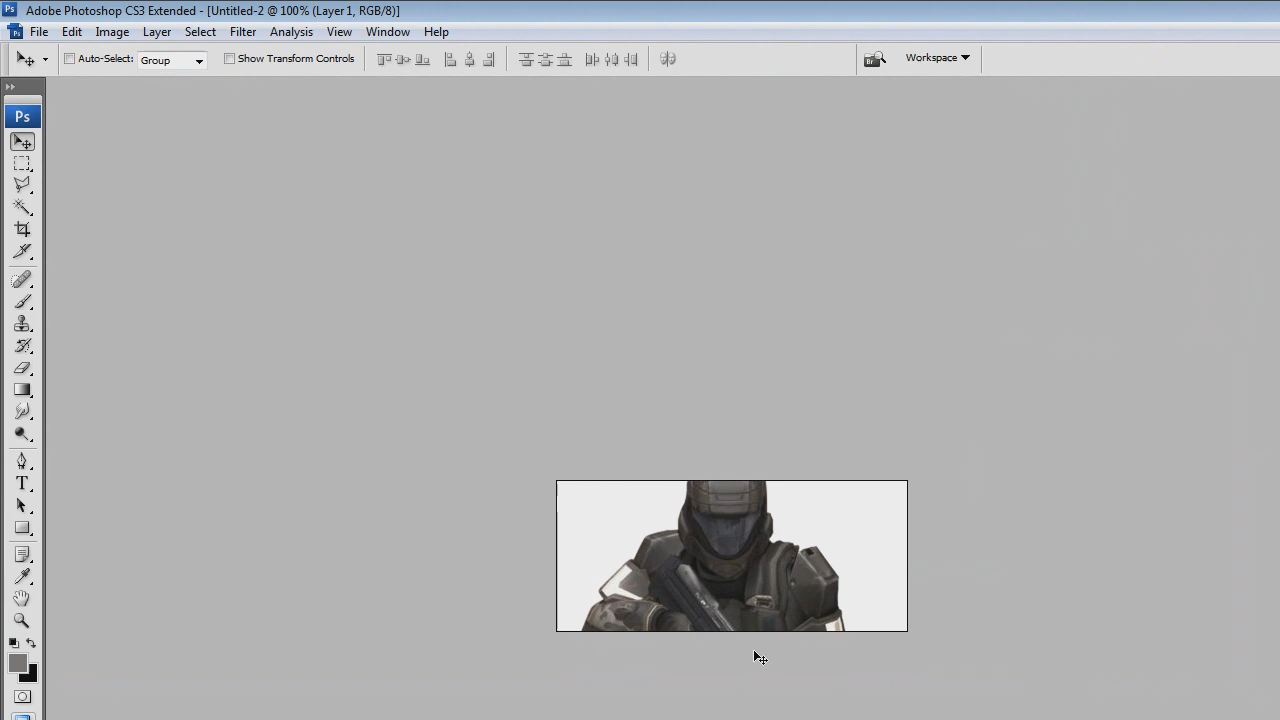 Adobe Photoshop CS3 Extended - [Untitled-2 @ 100% (Layer 1, RGB/8)]
File Edit Image Layer Select Filter Analysis View Window Help
Auto-Select: Group Show Transform Controls Br Workspace
Ps
T